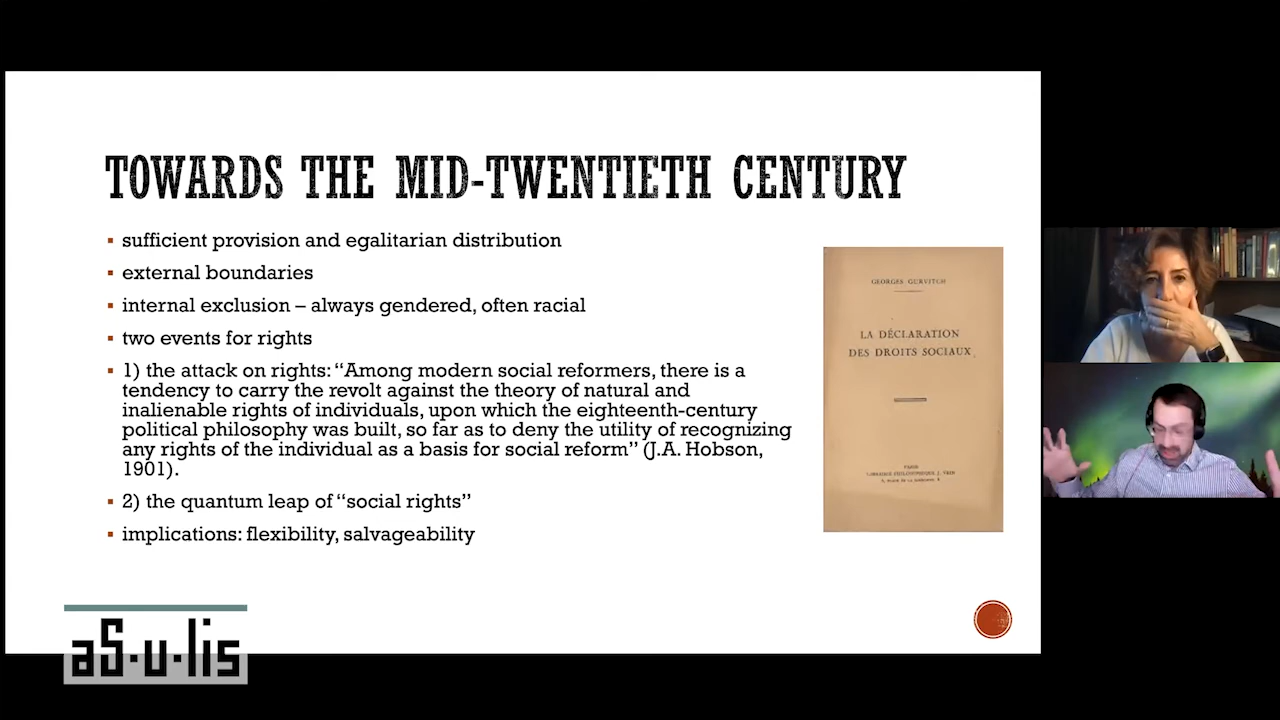 TOWARDS THE MID-TWENTIETH CENTURY
▪ sufficient provision and egalitarian distribution
▪ external boundaries
▪ internal exclusion – always gendered, often racial
▪ two events for rights
▪ 1) the attack on rights: “Among modern social reformers, there is a
tendency to carry the revolt against the theory of natural and
inalienable rights of individuals, upon which the eighteenth-century
political philosophy was built, so far as to deny the utility of recognizing
any rights of the individual as a basis for social reform” (J.A. Hobson,
1901).
▪ 2) the quantum leap of “social rights”
▪ implications: flexibility, salvageability
GEORGES GURVITCH
LA DÉCLARATION
DES DROITS SOCIAUX
PARIS
LIBRAIRIE PHILOSOPHIQUE J. VRIN
aS·u·lis